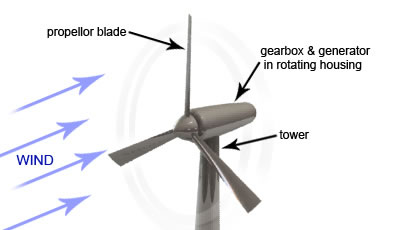 propellor blade
gearbox & generator
in rotating housing
tower
WIND